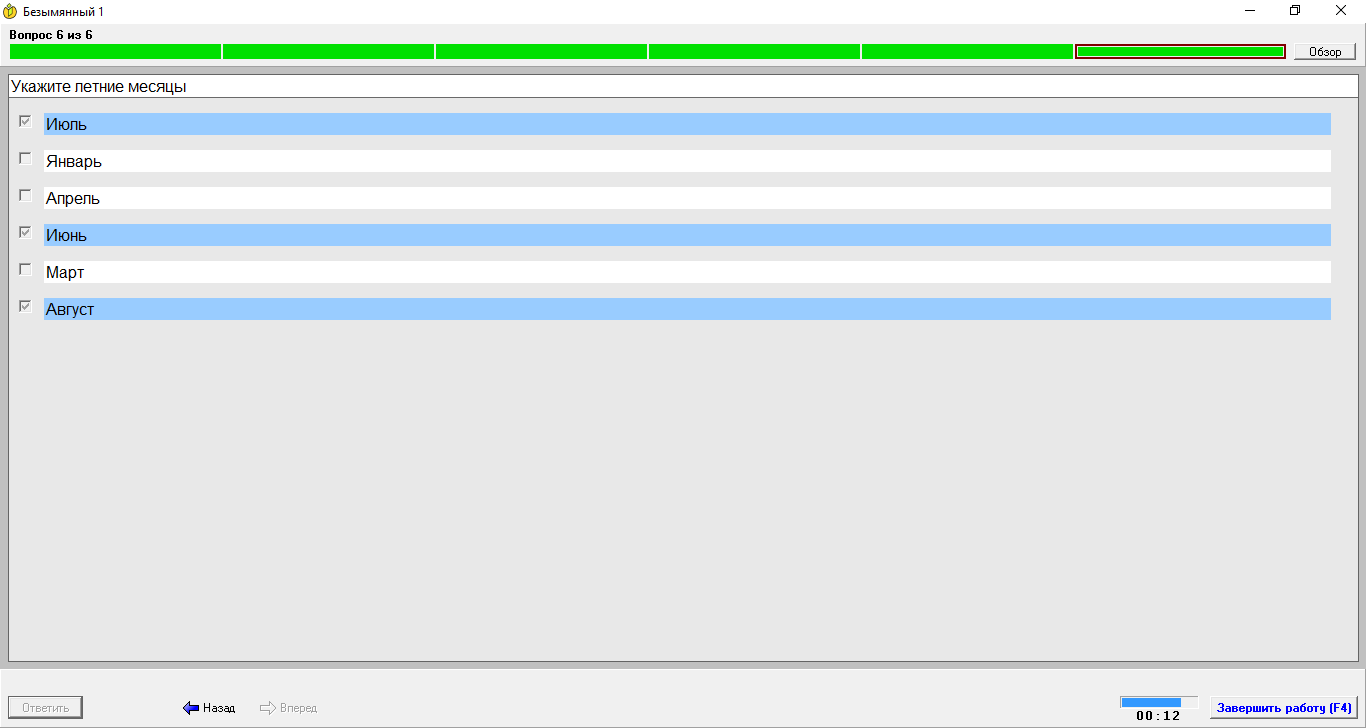 Безымянный 1
Вопрос 6 из 6
Обзор
Укажите летние месяцы
Июль
Январь
Апрель
Июнь
Март
Август
Ответить
Назад
Вперед
00:12
Завершить работу (F4)